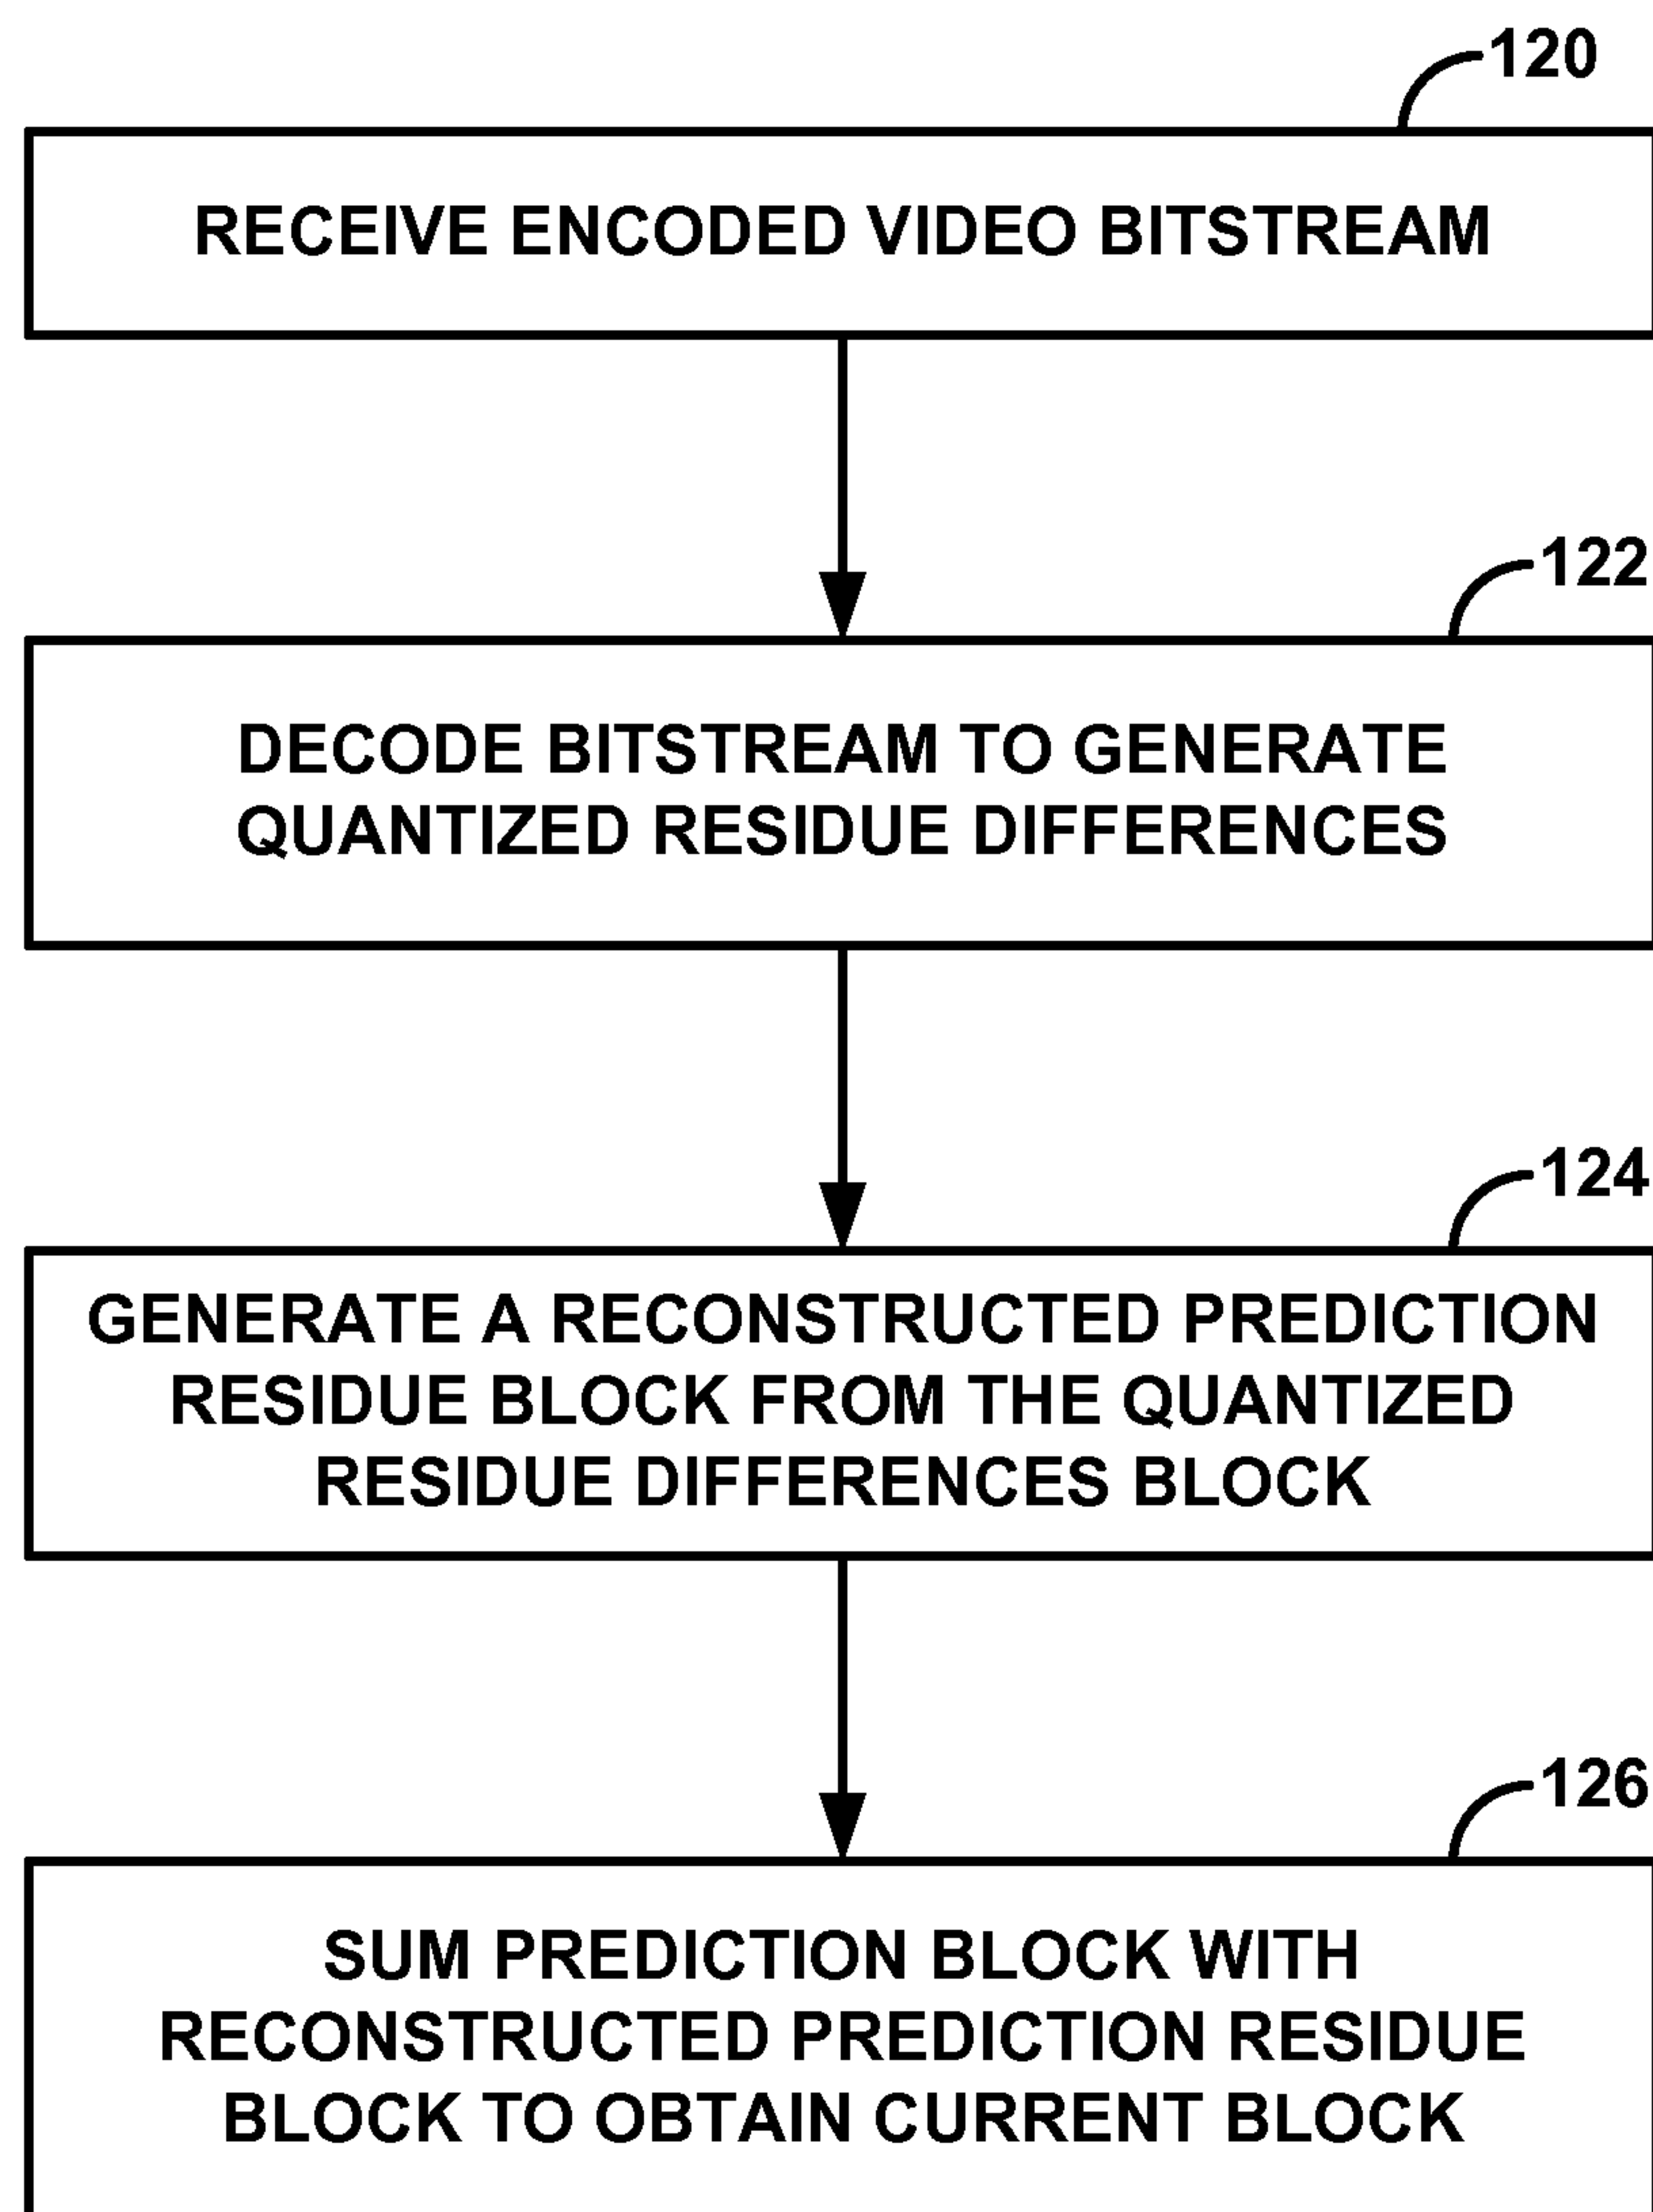 120
RECEIVE ENCODED VIDEO BITSTREAM
122
DECODE BITSTREAM TO GENERATE
QUANTIZED RESIDUE DIFFERENCES
124
GENERATE A RECONSTRUCTED PREDICTION
RESIDUE BLOCK FROM THE QUANTIZED
RESIDUE DIFFERENCES BLOCK
126
SUM PREDICTION BLOCK WITH
RECONSTRUCTED PREDICTION RESIDUE
BLOCK TO OBTAIN CURRENT BLOCK